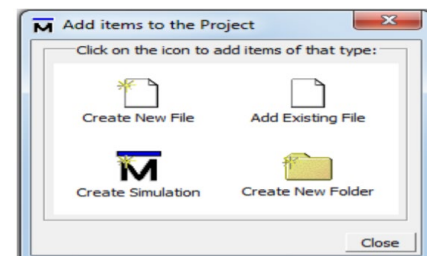 Add items to the Project
Click on the icon to add items of that type:
Create New File Add Existing File
Create Simulation Create New Folder
Close